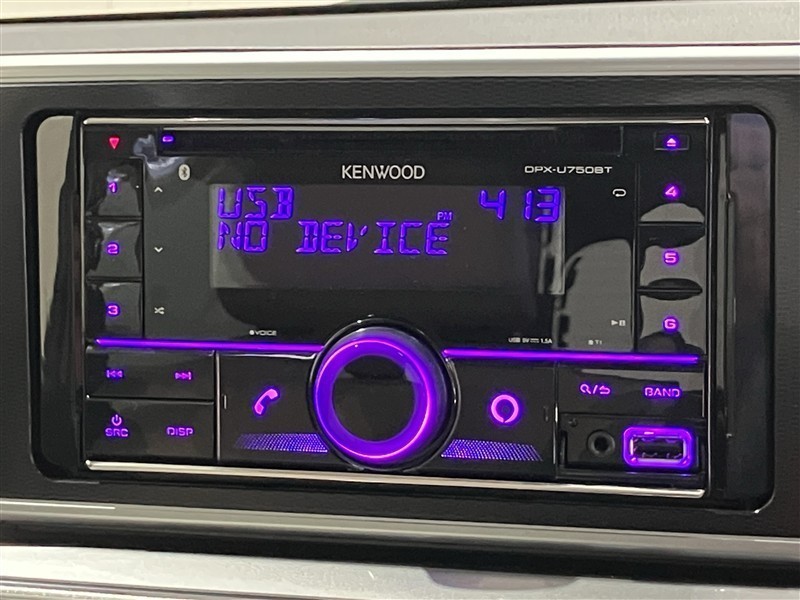 KENWOOD
DPX-U750BT
USB 4 13
PM
NO DEVICE
1
2
3
4
5
6
VOICE
USB 5V 1.5A
TI
SRC
DISP
BAND